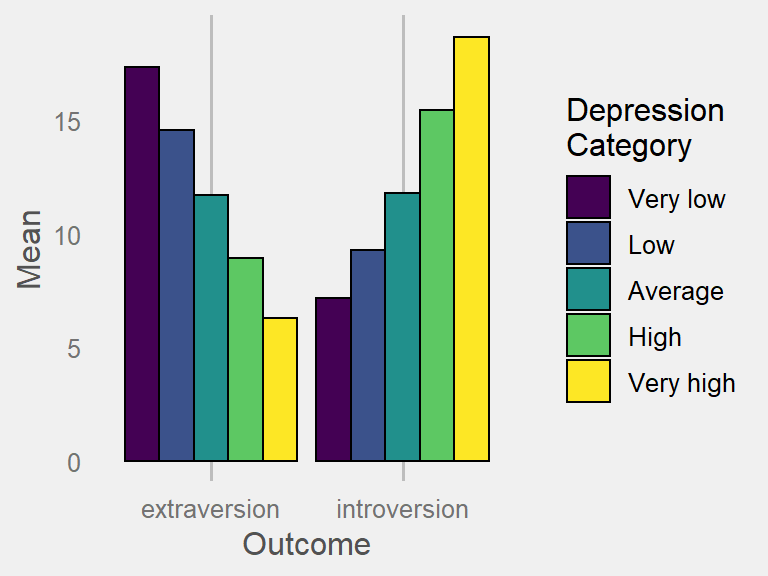 Mean
15
10
5
0
extraversion
introversion
Outcome
Depression
Category
Very low
Low
Average
High
Very high